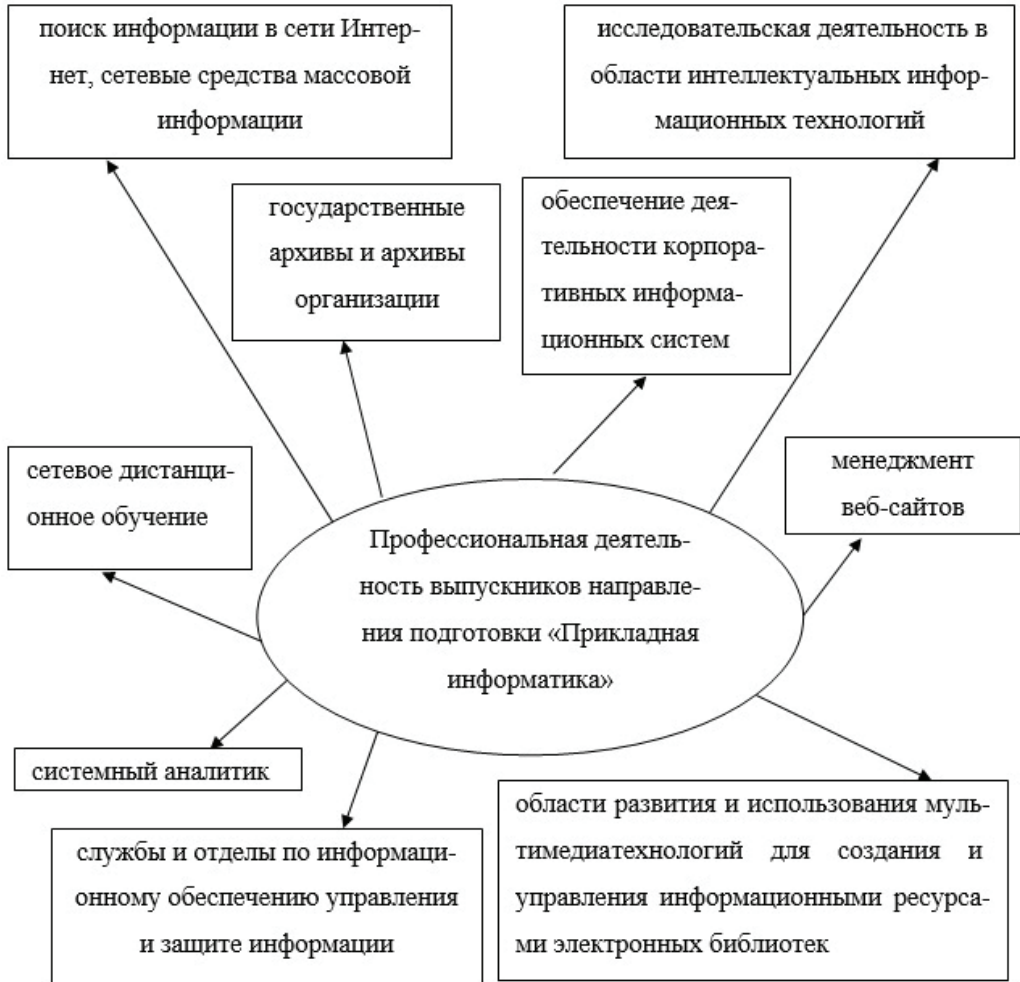 поиск информации в сети Интер-
нет, сетевые средства массовой
информации
исследовательская деятельность в
области интеллектуальных инфор-
мационных технологий
государственные
архивы и архивы
организации
обеспечение дея-
тельности корпора-
тивных информа-
ционных систем
сетевое дистанци-
онное обучение
менеджмент
веб-сайтов
Профессиональная деятель-
ность выпускников направле-
ния подготовки «Прикладная
информатика»
системный аналитик
службы и отделы по информаци-
онному обеспечению управления
и защите информации
области развития и использования муль-
тимедиатехнологий для создания и
управления информационными ресурса-
ми электронных библиотек